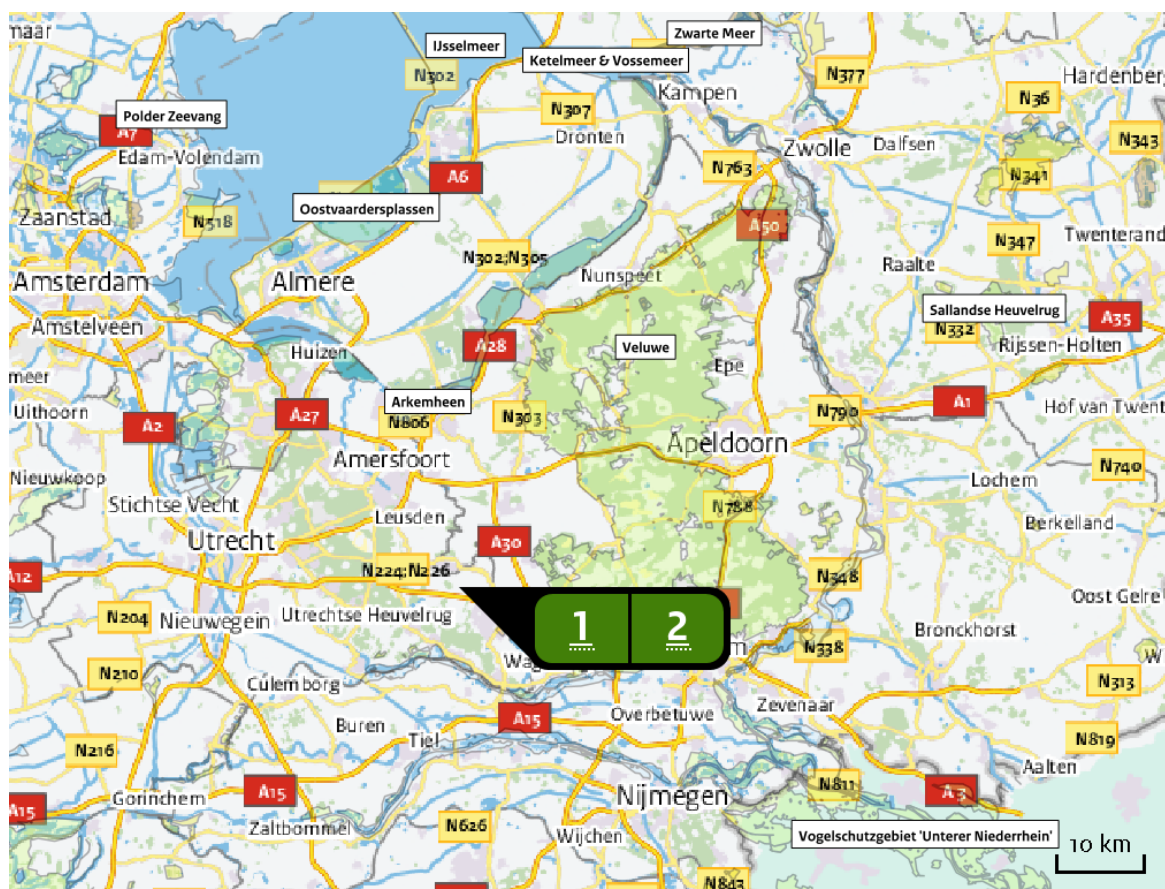 maar
Zwarte Meer
IJsselmeer
Ketelmeer & Vossemeer
N302
N377
Hardenberg
Kampen
N36
Polder Zeevang
N307
A7
Dronten
N343
Edam-Volendam
Zwolle
Dalfsen
N763
A6
N341
Oostvaardersplassen
Zaanstad
N518
A50
N347
Twenterand
N302;N305
Raalte
Amsterdam
Almere
Nunspeet
Sallandse Heuvelrug
A35
Amstelveen
N332
Rijssen-Holten
Huizen
A28
Veluwe
Epe
meer
Arkemheen
A1
Uithoorn
A27
N303
N790
Hof van Twent
A2
N806
Apeldoorn
Amersfoort
N740
Nieuwkoop
Lochem
Stichtse Vecht
N788
Leusden
Berkelland
Utrecht
A30
A12
N224;N226
N348
Oost Gelre
N204
Utrechtse Heuvelrug
1
2
Nieuwegein
Bronckhorst
N338
Wag
m
W
N210
Culemborg
N313
Zevenaar
Buren
A15
Overbetuwe
N216
Tiel
N819
Aalten
A15
A15
Gorinchem
Nijmegen
N811
A3
Zaltbommel
N626
Wijchen
Vogelschutzgebiet 'Unterer Niederrhein'
10 km
N843